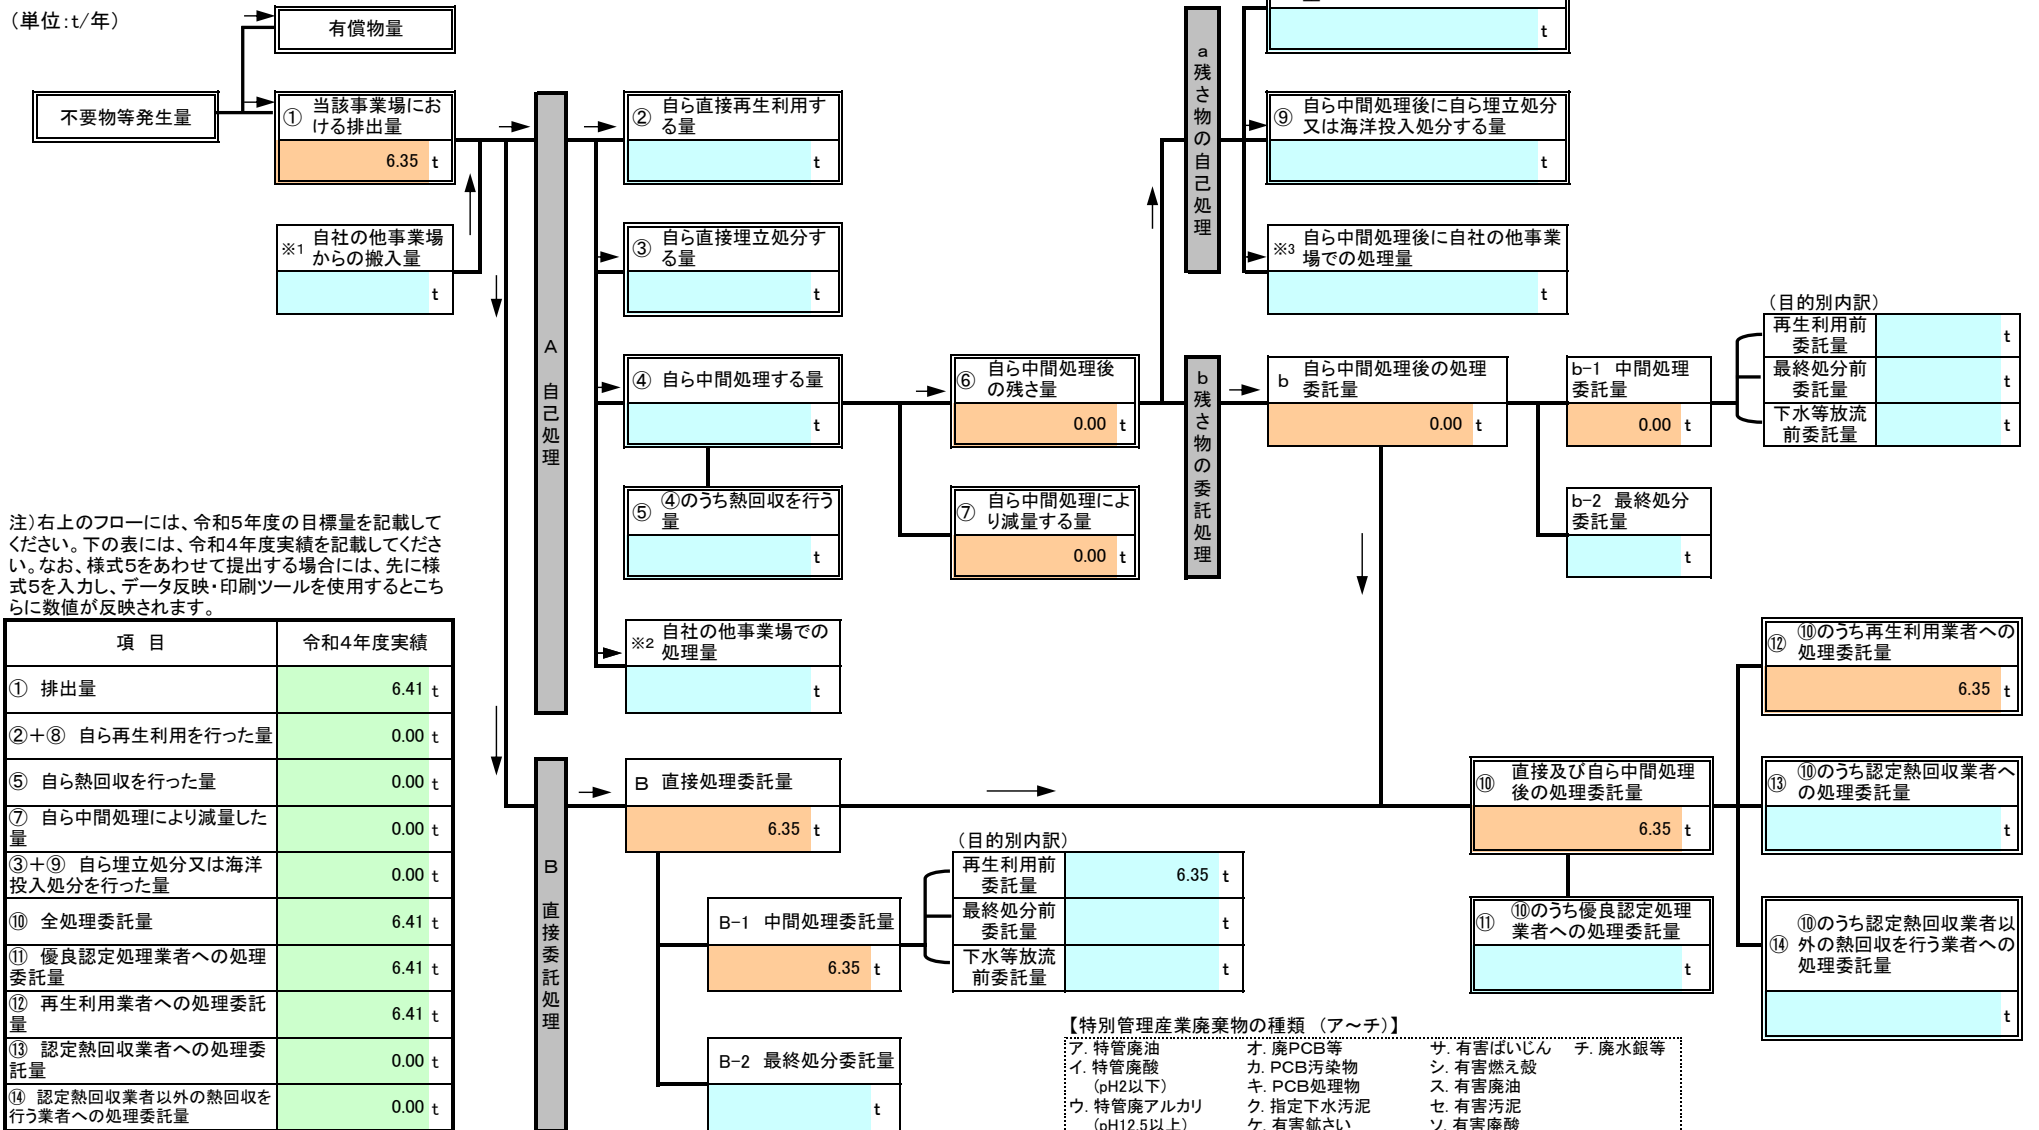 (単位:t/年)
有償物量
不要物等発生量
① 当該事業場にお
ける排出量
6.35 t
※1 自社の他事業場
からの搬入量
t
A 自己処理
② 自ら直接再生利用す
る量
t
③ 自ら直接埋立処分す
る量
t
④ 自ら中間処理する量
t
⑤ ④のうち熱回収を行う
量
t
※2 自社の他事業場での
処理量
t
⑥ 自ら中間処理後
の残さ量
0.00 t
⑦ 自ら中間処理によ
り減量する量
0.00 t
a 残さ物の自己処理
t
⑨ 自ら中間処理後に自ら埋立処分
又は海洋投入処分する量
t
※3 自ら中間処理後に自社の他事業
場での処理量
t
b 残さ物の委託処理
b 自ら中間処理後の処理
委託量
0.00 t
b-1 中間処理
委託量
0.00 t
(目的別内訳)
再生利用前
委託量
t
最終処分前
委託量
t
下水等放流
前委託量
t
b-2 最終処分
委託量
t
注)右上のフローには、令和5年度の目標量を記載して
ください。下の表には、令和4年度実績を記載してくださ
い。なお、様式5をあわせて提出する場合には、先に様
式5を入力し、データ反映・印刷ツールを使用するとこち
らに数値が反映されます。
項 目 令和4年度実績
① 排出量 6.41 t
②+⑧ 自ら再生利用を行った量 0.00 t
⑤ 自ら熱回収を行った量 0.00 t
⑦ 自ら中間処理により減量した
量 0.00 t
③+⑨ 自ら埋立処分又は海洋
投入処分を行った量 0.00 t
⑩ 全処理委託量 6.41 t
⑪ 優良認定処理業者への処理
委託量 6.41 t
⑫ 再生利用業者への処理委託
量 6.41 t
⑬ 認定熱回収業者への処理委
託量 0.00 t
⑭ 認定熱回収業者以外の熱回収を
行う業者への処理委託量 0.00 t
B 直接委託処理
B 直接処理委託量
6.35 t
B-1 中間処理委託量
6.35 t
(目的別内訳)
再生利用前
委託量
6.35 t
最終処分前
委託量
t
下水等放流
前委託量
t
B-2 最終処分委託量
t
⑩ 直接及び自ら中間処理
後の処理委託量
6.35 t
⑪ ⑩のうち優良認定処理
業者への処理委託量
t
⑫ ⑩のうち再生利用業者への
処理委託量
6.35 t
⑬ ⑩のうち認定熱回収業者へ
の処理委託量
t
⑭ ⑩のうち認定熱回収業者以
外の熱回収を行う業者への
処理委託量
t
【特別管理産業廃棄物の種類 (ア~チ)】
ア. 特管廃油 オ. 廃PCB等 サ. 有害ばいじん チ. 廃水銀等
イ. 特管廃酸 カ. PCB汚染物 シ. 有害燃え殻
(pH2以下) キ. PCB処理物 ス. 有害廃油
ウ. 特管廃アルカリ ク. 指定下水汚泥 セ. 有害汚泥
(pH12.5以上) ケ. 有害鉱さい ソ. 有害廃酸